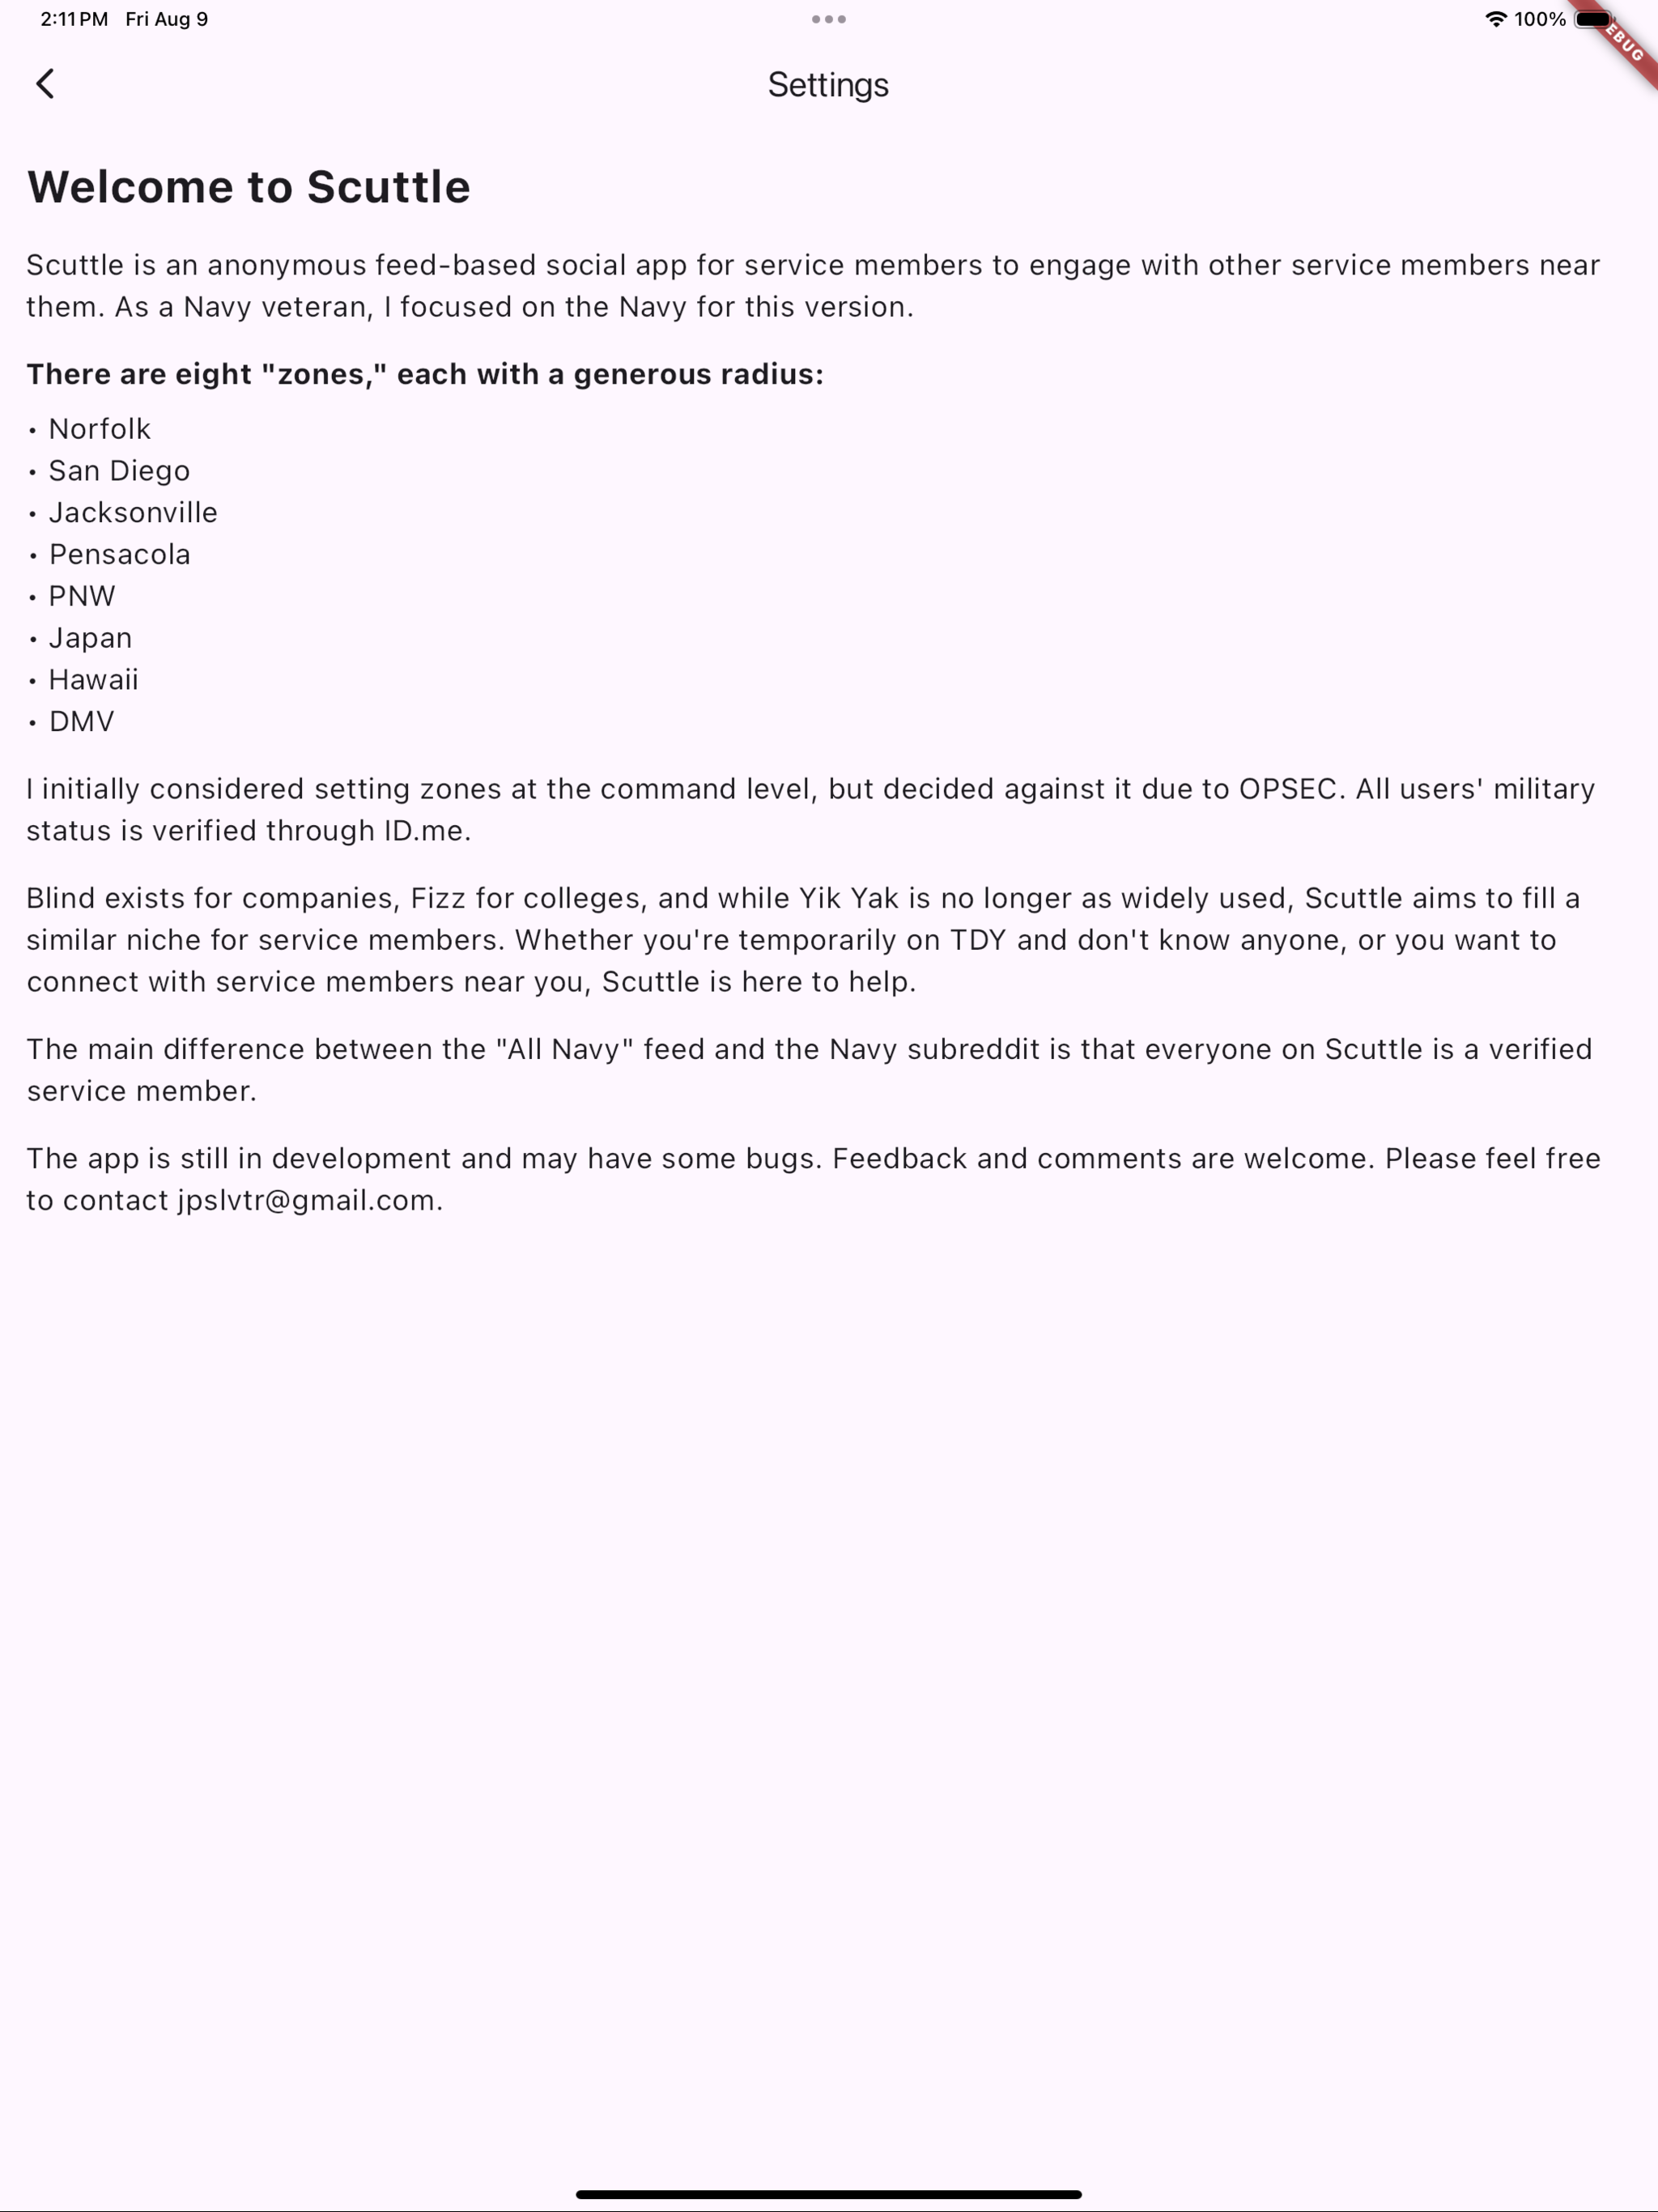 2:11 PM Fri Aug 9
100%
EBUG
Settings
Welcome to Scuttle
Scuttle is an anonymous feed-based social app for service members to engage with other service members near
them. As a Navy veteran, I focused on the Navy for this version.
There are eight "zones," each with a generous radius:
• Norfolk
• San Diego
• Jacksonville
• Pensacola
• PNW
• Japan
• Hawaii
• DMV
I initially considered setting zones at the command level, but decided against it due to OPSEC. All users' military
status is verified through ID.me.
Blind exists for companies, Fizz for colleges, and while Yik Yak is no longer as widely used, Scuttle aims to fill a
similar niche for service members. Whether you're temporarily on TDY and don't know anyone, or you want to
connect with service members near you, Scuttle is here to help.
The main difference between the "All Navy" feed and the Navy subreddit is that everyone on Scuttle is a verified
service member.
The app is still in development and may have some bugs. Feedback and comments are welcome. Please feel free
to contact jpslvtr@gmail.com.